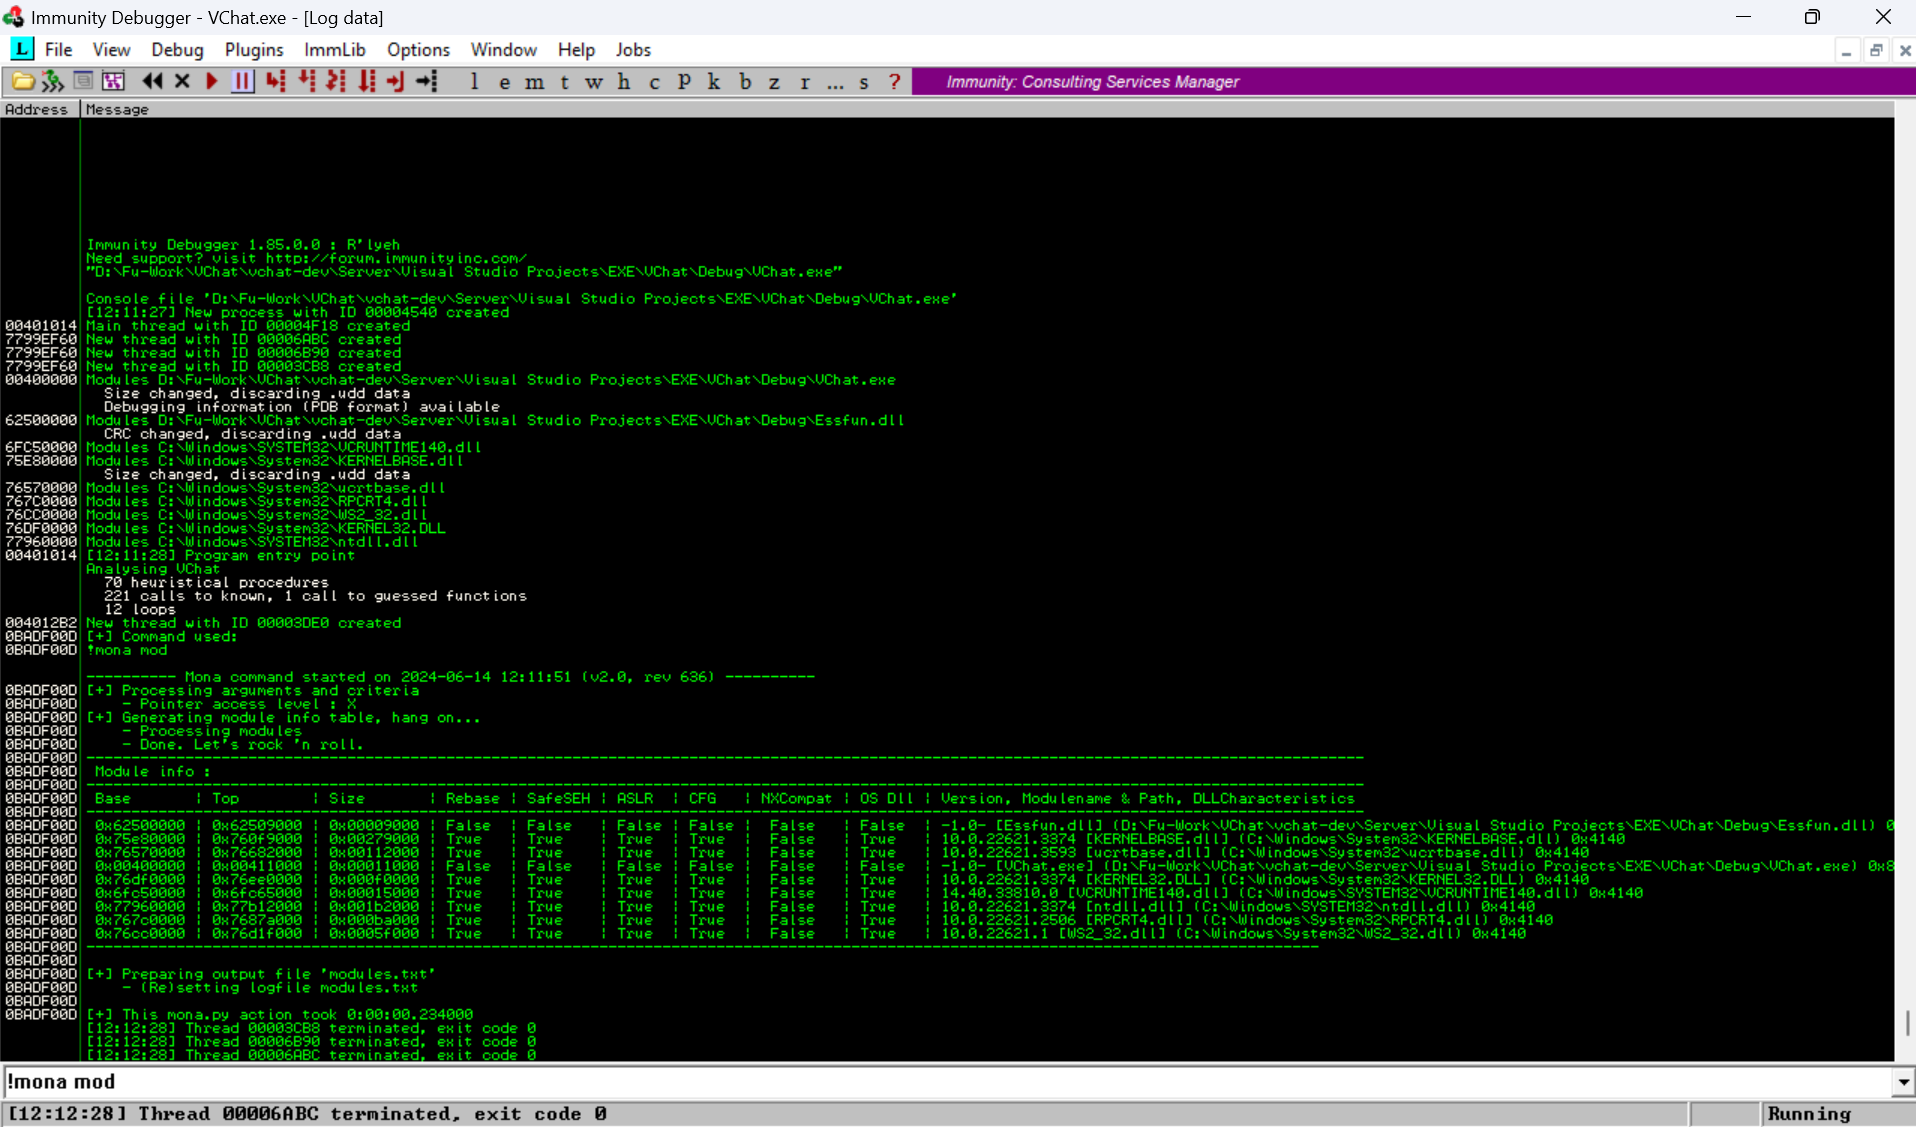 Immunity Debugger - VChat.exe - [Log data]
L File View Debug Plugins ImmLib Options Window Help Jobs
l e m t w h c P k b z r ... s ? Immunity: Consulting Services Manager
Address Message
Immunity Debugger 1.85.0.0 : R'lyeh
Need support? visit http://forum.immunityinc.com/
"D:\Fu-Work\VChat\vchat-dev\Server\Visual Studio Projects\EXE\VChat\Debug\VChat.exe"
Console file 'D:\Fu-Work\VChat\vchat-dev\Server\Visual Studio Projects\EXE\VChat\Debug\VChat.exe'
[12:11:27] New process with ID 00004540 created
00401014 Main thread with ID 00004F18 created
7799EF60 New thread with ID 00006ABC created
7799EF60 New thread with ID 00006B90 created
7799EF60 New thread with ID 00003CB8 created
00400000 Modules D:\Fu-Work\VChat\vchat-dev\Server\Visual Studio Projects\EXE\VChat\Debug\VChat.exe
Size changed, discarding .udd data
Debugging information (PDB format) available
62500000 Modules D:\Fu-Work\VChat\vchat-dev\Server\Visual Studio Projects\EXE\VChat\Debug\Essfun.dll
CRC changed, discarding .udd data
6FC50000 Modules C:\Windows\SYSTEM32\VCRUNTIME140.dll
75E80000 Modules C:\Windows\System32\KERNELBASE.dll
Size changed, discarding .udd data
76570000 Modules C:\Windows\System32\ucrtbase.dll
767C0000 Modules C:\Windows\System32\RPCRT4.dll
76CC0000 Modules C:\Windows\System32\WS2_32.dll
76DF0000 Modules C:\Windows\System32\KERNEL32.DLL
77960000 Modules C:\Windows\SYSTEM32\ntdll.dll
00401014 [12:11:28] Program entry point
Analysing VChat
70 heuristical procedures
221 calls to known, 1 call to guessed functions
12 loops
004012B2 New thread with ID 00003DE0 created
0BADF00D [+] Command used:
0BADF00D !mona mod
---------- Mona command started on 2024-06-14 12:11:51 (v2.0, rev 636) ----------
0BADF00D [+] Processing arguments and criteria
0BADF00D - Pointer access level : X
0BADF00D [+] Generating module info table, hang on...
0BADF00D - Processing modules
0BADF00D - Done. Let's rock 'n roll.
0BADF00D ----------------------------------------------------------------------
0BADF00D Module info :
0BADF00D ----------------------------------------------------------------------
0BADF00D Base | Top | Size | Rebase | SafeSEH | ASLR | CFG | NXCompat | OS Dll | Version, Modulename & Path, DLLCharacteristics
0BADF00D ----------------------------------------------------------------------
0BADF00D 0x62500000 | 0x62509000 | 0x00009000 | False | False | False | False | False | False | -1.0- [Essfun.dll] (D:\Fu-Work\VChat\vchat-dev\Server\Visual Studio Projects\EXE\VChat\Debug\Essfun.dll) 0
0BADF00D 0x75e80000 | 0x760f9000 | 0x00279000 | True | True | True | True | False | True | 10.0.22621.3374 [KERNELBASE.dll] (C:\Windows\System32\KERNELBASE.dll) 0x4140
0BADF00D 0x76570000 | 0x76682000 | 0x00112000 | True | True | True | True | False | True | 10.0.22621.3593 [ucrtbase.dll] (C:\Windows\System32\ucrtbase.dll) 0x4140
0BADF00D 0x00400000 | 0x00411000 | 0x00011000 | False | False | False | False | False | False | -1.0- [VChat.exe] (D:\Fu-Work\VChat\vchat-dev\Server\Visual Studio Projects\EXE\VChat\Debug\VChat.exe) 0x8
0BADF00D 0x76df0000 | 0x76ee0000 | 0x000f0000 | True | True | True | True | False | True | 10.0.22621.3374 [KERNEL32.DLL] (C:\Windows\System32\KERNEL32.DLL) 0x4140
0BADF00D 0x6fc50000 | 0x6fc65000 | 0x00015000 | True | True | True | True | False | True | 14.40.33810.0 [VCRUNTIME140.dll] (C:\Windows\SYSTEM32\VCRUNTIME140.dll) 0x4140
0BADF00D 0x77960000 | 0x77b12000 | 0x001b2000 | True | True | True | True | False | True | 10.0.22621.3374 [ntdll.dll] (C:\Windows\SYSTEM32\ntdll.dll) 0x4140
0BADF00D 0x767c0000 | 0x7687a000 | 0x000ba000 | True | True | True | True | False | True | 10.0.22621.2506 [RPCRT4.dll] (C:\Windows\System32\RPCRT4.dll) 0x4140
0BADF00D 0x76cc0000 | 0x76d1f000 | 0x0005f000 | True | True | True | True | False | True | 10.0.22621.1 [WS2_32.dll] (C:\Windows\System32\WS2_32.dll) 0x4140
0BADF00D ----------------------------------------------------------------------
0BADF00D
0BADF00D [+] Preparing output file 'modules.txt'
0BADF00D - (Re)setting logfile modules.txt
0BADF00D
0BADF00D [+] This mona.py action took 0:00:00.234000
[12:12:28] Thread 00003CB8 terminated, exit code 0
[12:12:28] Thread 00006B90 terminated, exit code 0
[12:12:28] Thread 00006ABC terminated, exit code 0
!mona mod
[12:12:28] Thread 00006ABC terminated, exit code 0 Running